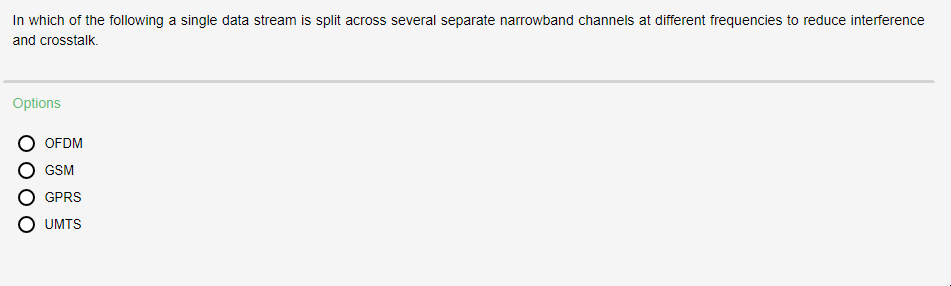 In which of the following a single data stream is split across several separate narrowband channels at different frequencies to reduce interference
and crosstalk.
Options
OFDM
GSM
GPRS
UMTS